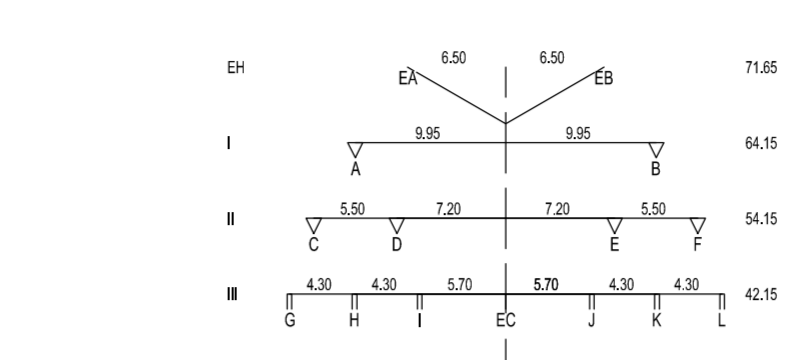 6.50 6.50
EH EA EB 71.65
9.95 9.95
I 64.15
A B
5.50 7.20 7.20 5.50
II 54.15
C D E F
4.30 4.30 5.70 5.70 4.30 4.30
III 42.15
G H I EC J K L